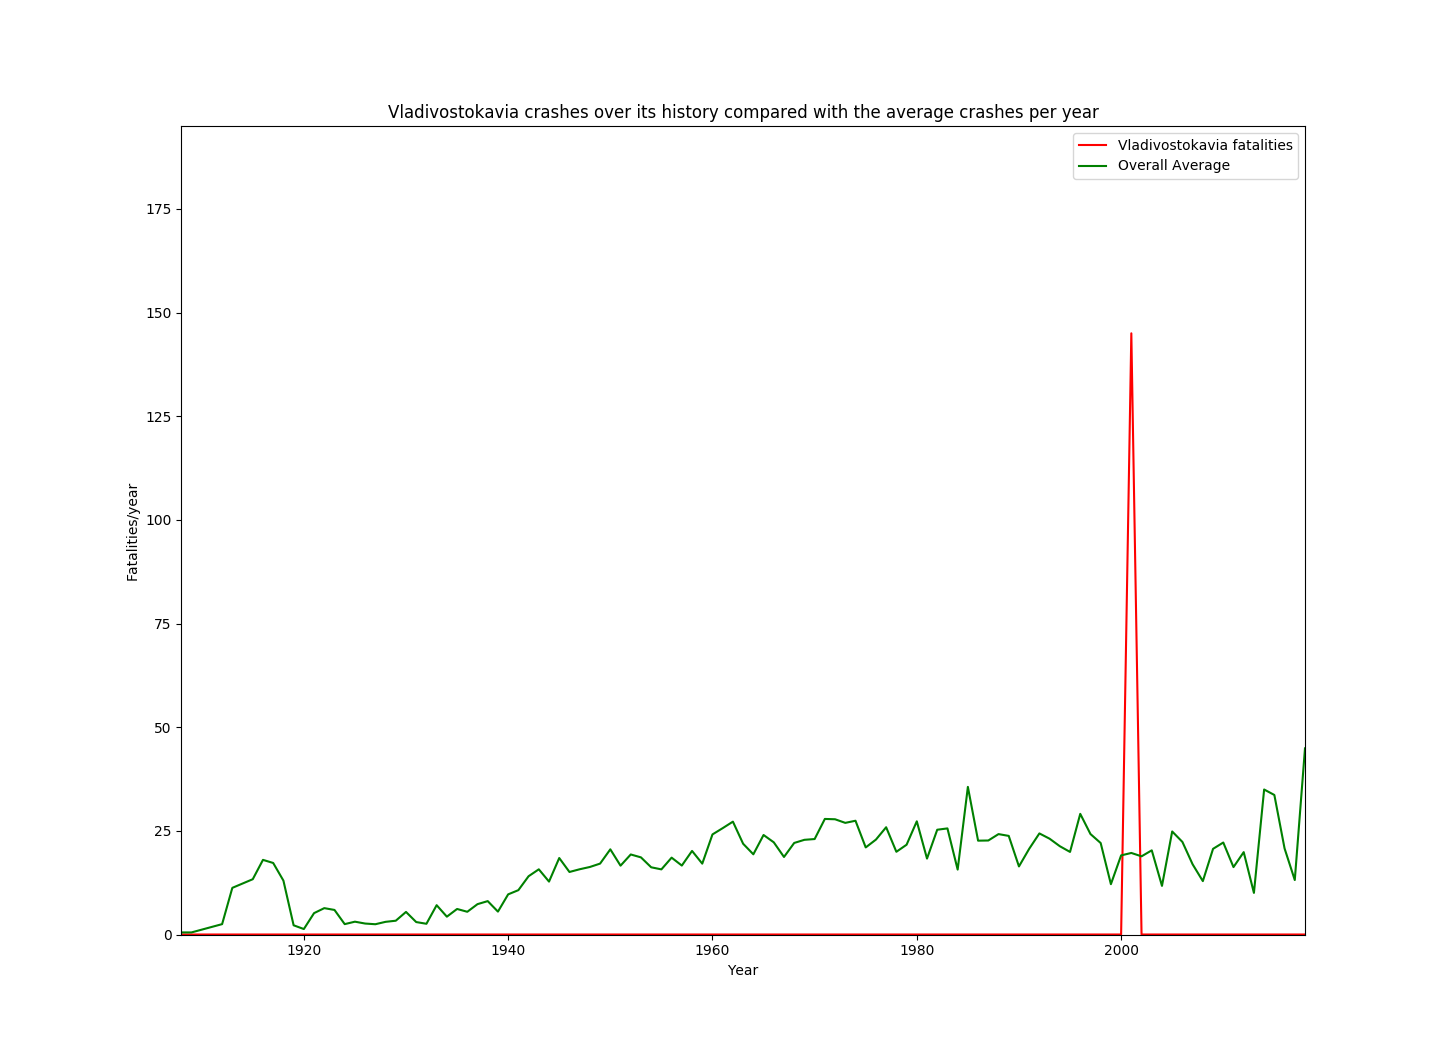 Vladivostokavia crashes over its history compared with the average crashes per year
Vladivostokavia fatalities
Overall Average
175
150
125
100
75
50
25
0
Fatalities/year
1920
1940
1960
1980
2000
Year